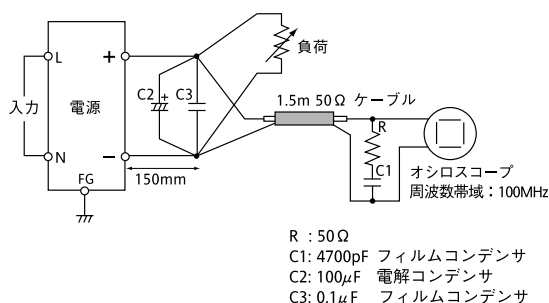 負荷
L
+
C2
+
C3
1.5m 50Ω ケーブル
入力
電源
R
N
−
FG
150mm
C1
オシロスコープ
周波数帯域：100MHz
R : 50Ω
C1: 4700pF フィルムコンデンサ
C2: 100μF 電解コンデンサ
C3: 0.1μF フィルムコンデンサ